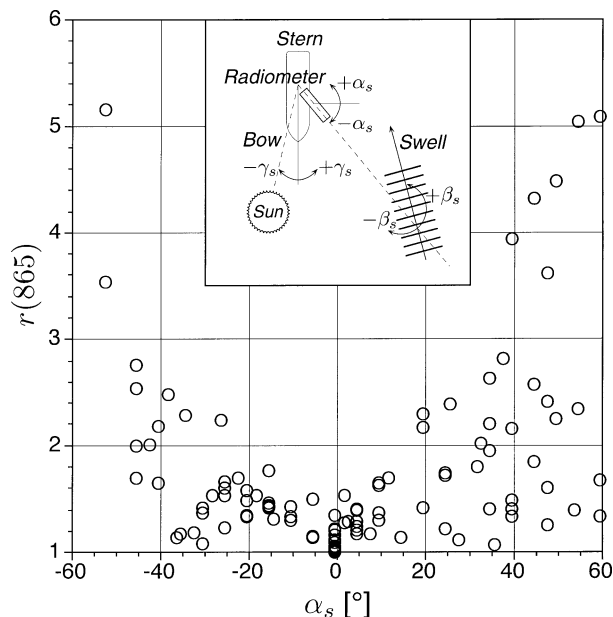 6
5
4
3
2
1
r(865)
Stern
Radiometer
+α_s
−α_s
Bow
Swell
−γ_s
+γ_s
Sun
+β_s
−β_s
−60 −40 −20 0 20 40 60
α_s [°]